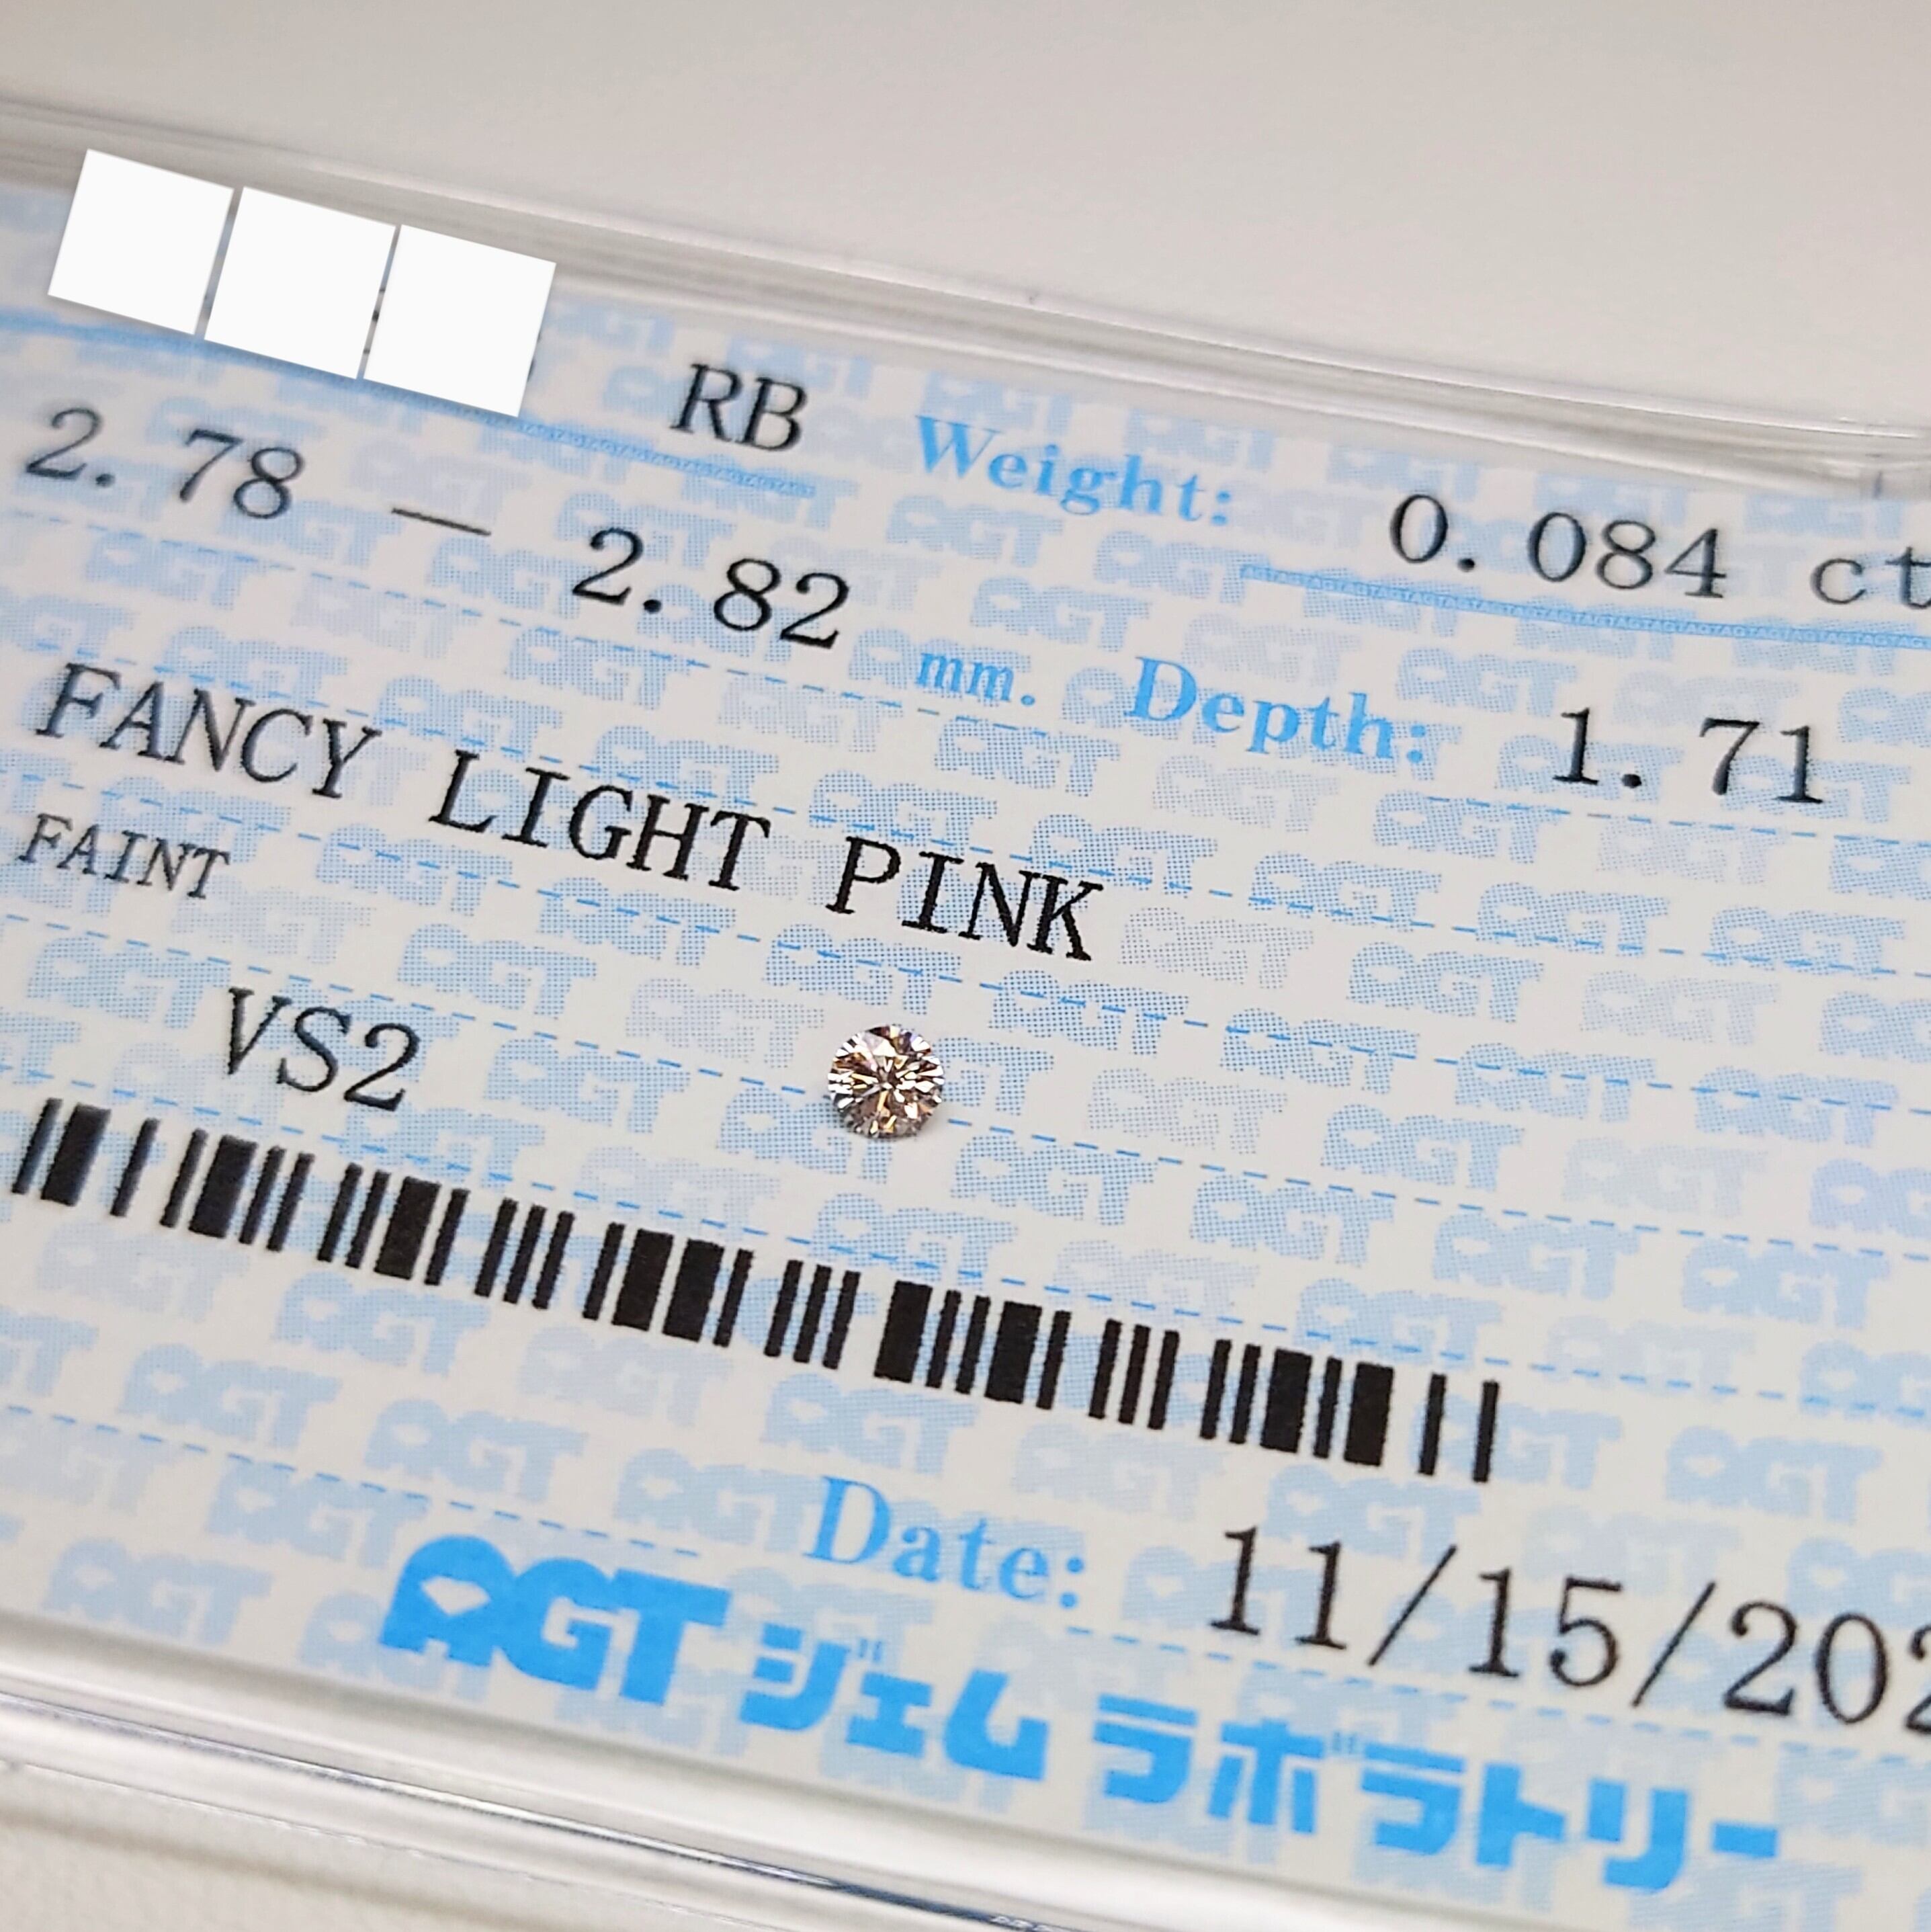 RB Weight: 0.084 ct
2.78 — 2.82 mm. Depth: 1.71
FANCY LIGHT PINK
FAINT
VS2
Date: 11/15/202
AGT ジェム ラボラトリー